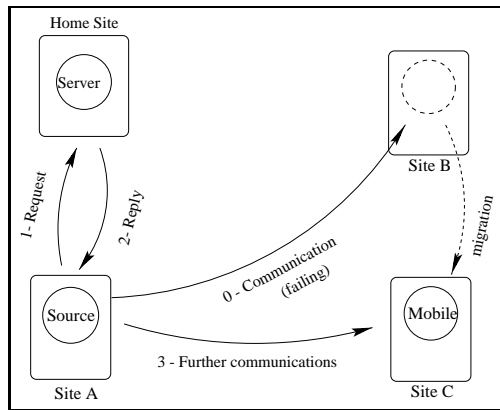 Home Site
Server
Site B
1- Request
2- Reply
migration
0 - Communication
(failing)
Source
Mobile
3 - Further communications
Site A
Site C